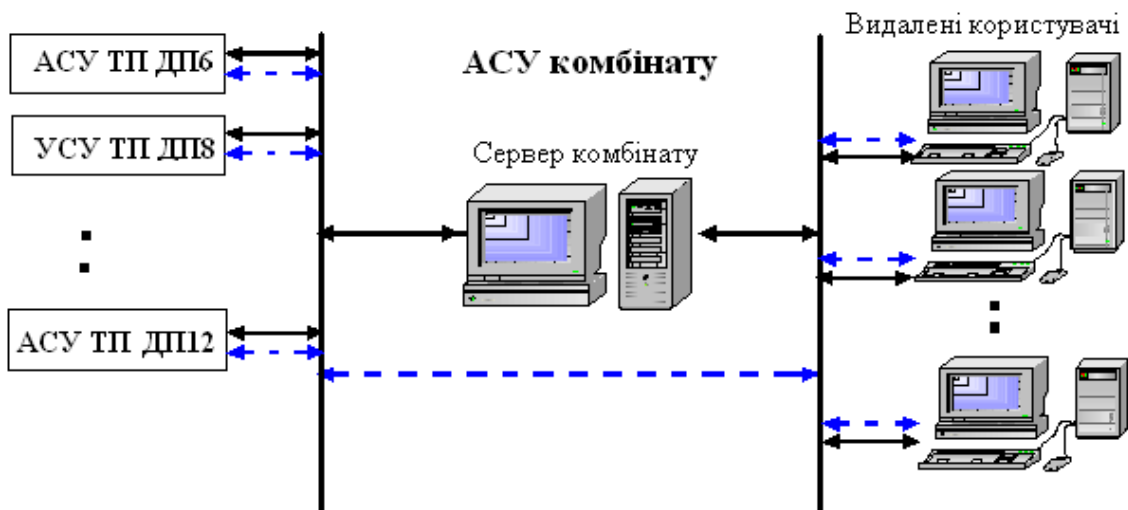 АСУ ТП ДП6
УСУ ТП ДП8
АСУ ТП ДП12
АСУ комбінату
Сервер комбінату
Видалені користувачі